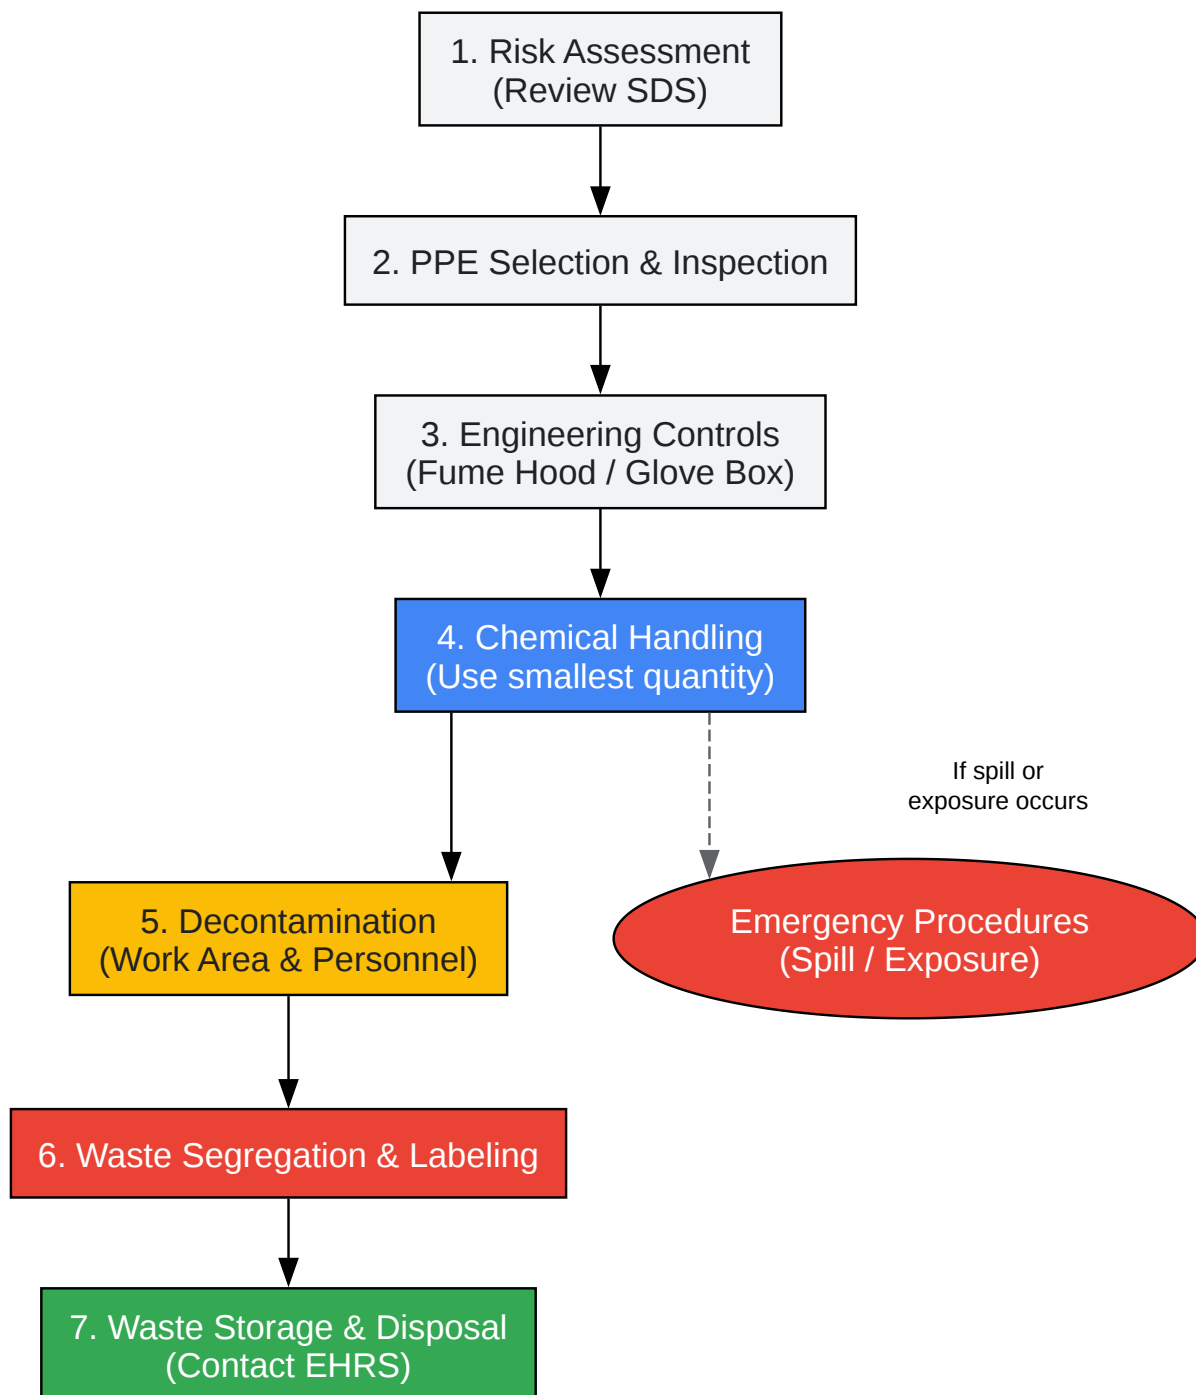 1. Risk Assessment
(Review SDS)
2. PPE Selection & Inspection
3. Engineering Controls
(Fume Hood / Glove Box)
4. Chemical Handling
(Use smallest quantity)
If spill or
exposure occurs
5. Decontamination
(Work Area & Personnel)
Emergency Procedures
(Spill / Exposure)
6. Waste Segregation & Labeling
7. Waste Storage & Disposal
(Contact EHRS)